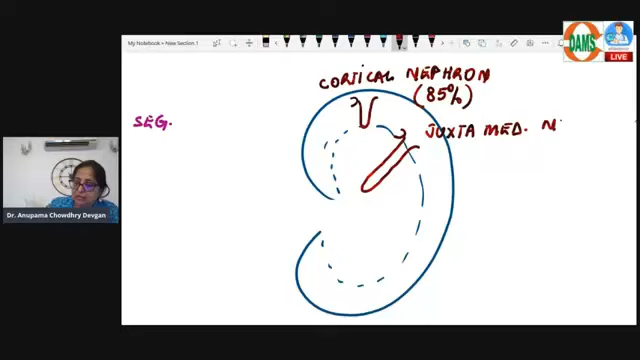 My Notebook • New Section 1
DAMS
LIVE
CORTICAL NEPHRON
(85%)
SEG.
JUXTA MED. N
Dr. Anupama Chowdhry Devgan